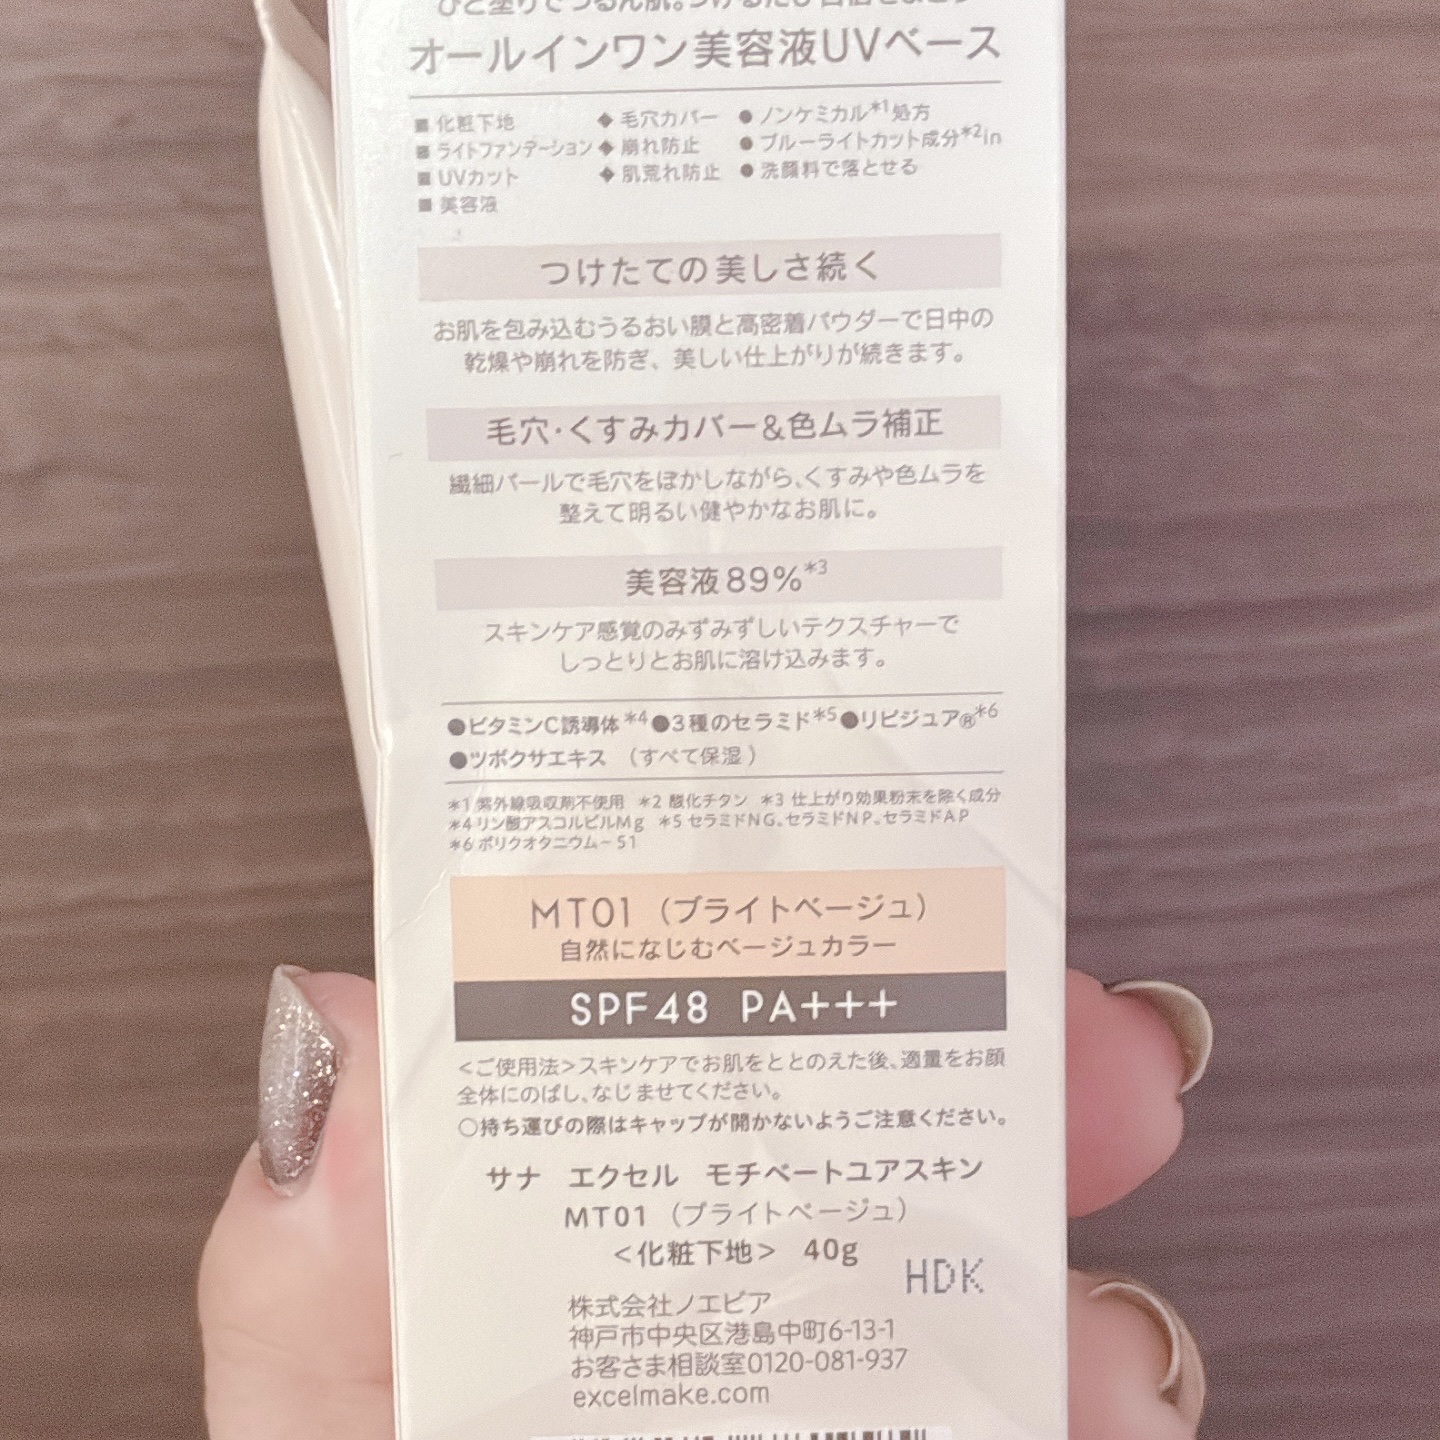 ひと塗りでつるん肌。つけるたび自信をまとう
オールインワン美容液UVベース
■ 化粧下地 ◆ 毛穴カバー ● ノンケミカル*1処方
■ ライトファンデーション ◆ 崩れ防止 ● ブルーライトカット成分*2in
■ UVカット ◆ 肌荒れ防止 ● 洗顔料で落とせる
■ 美容液
つけたての美しさ続く
お肌を包み込むうるおい膜と高密着パウダーで日中の
乾燥や崩れを防ぎ、美しい仕上がりが続きます。
毛穴・くすみカバー&色ムラ補正
繊細パールで毛穴をぼかしながら、くすみや色ムラを
整えて明るい健やかなお肌に。
美容液89%*3
スキンケア感覚のみずみずしいテクスチャーで
しっとりとお肌に溶け込みます。
●ビタミンC誘導体*4●3種のセラミド*5●リピジュア®*6
●ツボクサエキス （すべて保湿）
*1 紫外線吸収剤不使用 *2 酸化チタン *3 仕上がり効果粉末を除く成分
*4 リン酸アスコルビルMg *5 セラミドNG、セラミドNP、セラミドAP
*6 ポリクオタニウム-51
MT01（ブライトベージュ）
自然になじむベージュカラー
SPF48 PA+++
<ご使用法>スキンケアでお肌をととのえた後、適量をお顔
全体にのばし、なじませてください。
○持ち運びの際はキャップが開かないようご注意ください。
サナ エクセル モチベートユアスキン
MT01（ブライトベージュ）
<化粧下地> 40g
HDK
株式会社ノエビア
神戸市中央区港島中町6-13-1
お客さま相談室0120-081-937
excelmake.com